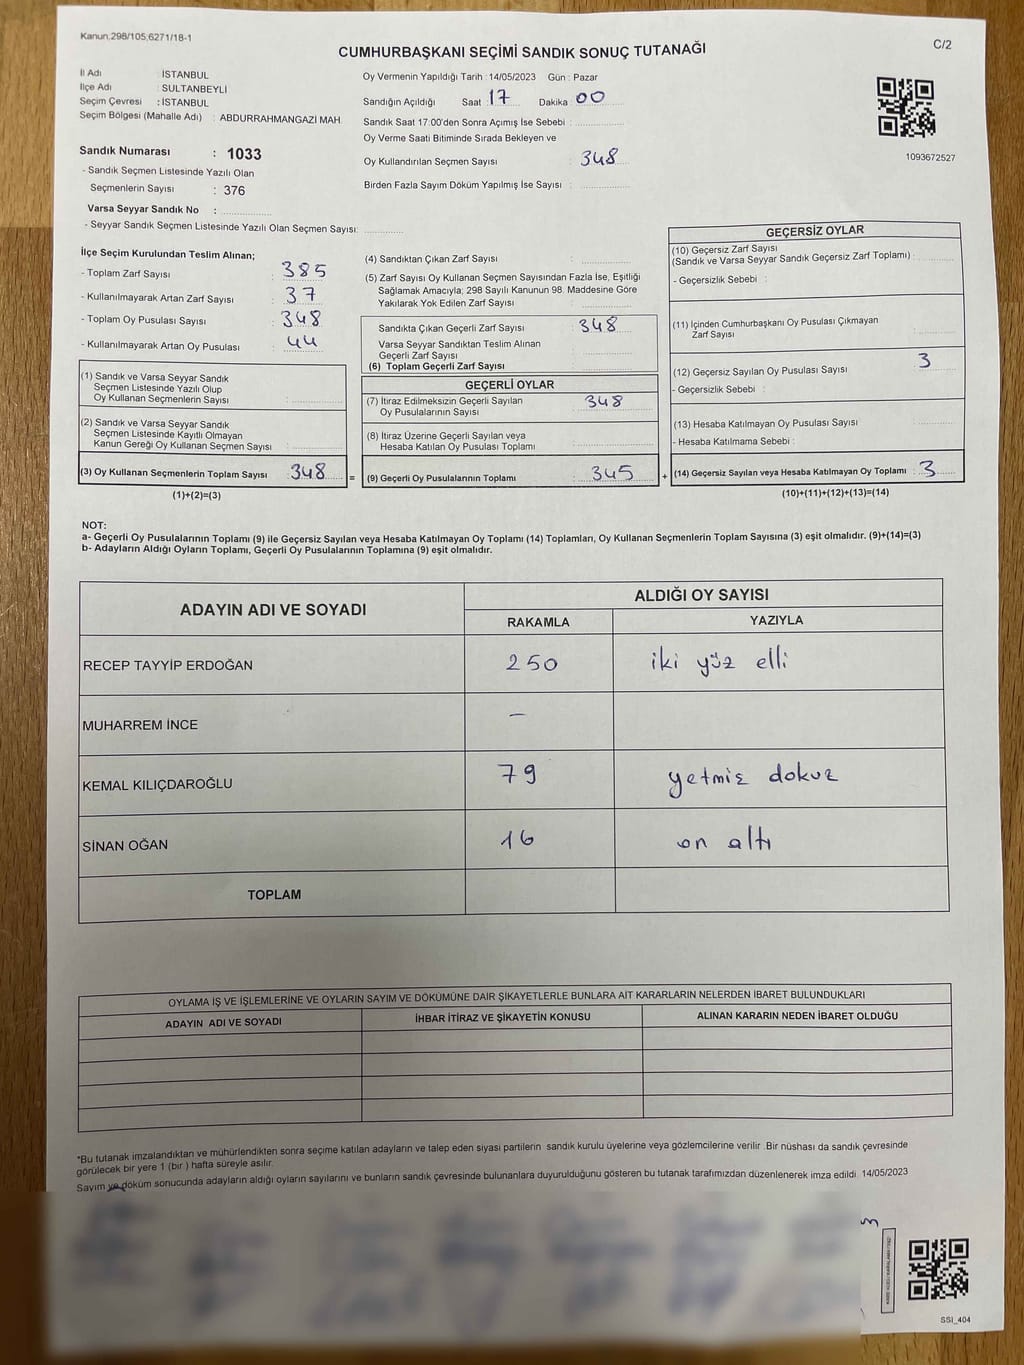 Kanun;298/105;6271/18-1
C/2
CUMHURBAŞKANI SEÇİMİ SANDIK SONUÇ TUTANAĞI
İl Adı : İSTANBUL
İlçe Adı : SULTANBEYLİ
Seçim Çevresi : İSTANBUL
Seçim Bölgesi (Mahalle Adı) : ABDURRAHMANGAZİ MAH.
Sandık Numarası : 1033
- Sandık Seçmen Listesinde Yazılı Olan
Seçmenlerin Sayısı : 376
Varsa Seyyar Sandık No :
- Seyyar Sandık Seçmen Listesinde Yazılı Olan Seçmen Sayısı:
Oy Vermenin Yapıldığı Tarih : 14/05/2023 Gün : Pazar
Sandığın Açıldığı Saat : 17 Dakika : 00
Sandık Saat 17:00'den Sonra Açımış İse Sebebi :
Oy Verme Saati Bitiminde Sırada Bekleyen ve
Oy Kullandırılan Seçmen Sayısı : 348
Birden Fazla Sayım Döküm Yapılmış İse Sayısı :
1093672527
İlçe Seçim Kurulundan Teslim Alınan;
- Toplam Zarf Sayısı : 385
- Kullanılmayarak Artan Zarf Sayısı : 37
- Toplam Oy Pusulası Sayısı : 348
- Kullanılmayarak Artan Oy Pusulası : 44
(1) Sandık ve Varsa Seyyar Sandık
Seçmen Listesinde Yazılı Olup
Oy Kullanan Seçmenlerin Sayısı :
(2) Sandık ve Varsa Seyyar Sandık
Seçmen Listesinde Kayıtlı Olmayan
Kanun Gereği Oy Kullanan Seçmen Sayısı :
(3) Oy Kullanan Seçmenlerin Toplam Sayısı : 348
(1)+(2)=(3)
(4) Sandıktan Çıkan Zarf Sayısı :
(5) Zarf Sayısı Oy Kullanan Seçmen Sayısından Fazla İse, Eşitliği
Sağlamak Amacıyla; 298 Sayılı Kanunun 98. Maddesine Göre
Yakılarak Yok Edilen Zarf Sayısı :
Sandıkta Çıkan Geçerli Zarf Sayısı : 348
Varsa Seyyar Sandıktan Teslim Alınan
Geçerli Zarf Sayısı :
(6) Toplam Geçerli Zarf Sayısı :
GEÇERLİ OYLAR
(7) İtiraz Edilmeksizin Geçerli Sayılan
Oy Pusulalarının Sayısı : 348
(8) İtiraz Üzerine Geçerli Sayılan veya
Hesaba Katılan Oy Pusulası Toplamı :
= (9) Geçerli Oy Pusulalarının Toplamı : 345
GEÇERSİZ OYLAR
(10) Geçersiz Zarf Sayısı
(Sandık ve Varsa Seyyar Sandık Geçersiz Zarf Toplamı) :
- Geçersizlik Sebebi :
(11) İçinden Cumhurbaşkanı Oy Pusulası Çıkmayan
Zarf Sayısı :
(12) Geçersiz Sayılan Oy Pusulası Sayısı : 3
- Geçersizlik Sebebi :
(13) Hesaba Katılmayan Oy Pusulası Sayısı :
- Hesaba Katılmama Sebebi :
+ (14) Geçersiz Sayılan veya Hesaba Katılmayan Oy Toplamı : 3
(10)+(11)+(12)+(13)=(14)
NOT:
a- Geçerli Oy Pusulalarının Toplamı (9) ile Geçersiz Sayılan veya Hesaba Katılmayan Oy Toplamı (14) Toplamları, Oy Kullanan Seçmenlerin Toplam Sayısına (3) eşit olmalıdır. (9)+(14)=(3)
b- Adayların Aldığı Oyların Toplamı, Geçerli Oy Pusulalarının Toplamına (9) eşit olmalıdır.
ADAYIN ADI VE SOYADI ALDIĞI OY SAYISI
RAKAMLA YAZIYLA
RECEP TAYYİP ERDOĞAN 250 iki yüz elli
MUHARREM İNCE –
KEMAL KILIÇDAROĞLU 79 yetmiş dokuz
SİNAN OĞAN 16 on altı
TOPLAM
OYLAMA İŞ VE İŞLEMLERİNE VE OYLARIN SAYIM VE DÖKÜMÜNE DAİR ŞİKAYETLERLE BUNLARA AİT KARARLARIN NELERDEN İBARET BULUNDUKLARI
ADAYIN ADI VE SOYADI İHBAR İTİRAZ VE ŞİKAYETİN KONUSU ALINAN KARARIN NEDEN İBARET OLDUĞU
*Bu tutanak imzalandıktan ve mühürlendikten sonra seçime katılan adayların ve talep eden siyasi partilerin sandık kurulu üyelerine veya gözlemcilerine verilir .Bir nüshası da sandık çevresinde
görülecek bir yere 1 (bir ) hafta süreyle asılır.
Sayım ve döküm sonucunda adayların aldığı oyların sayılarını ve bunların sandık çevresinde bulunanlara duyurulduğunu gösteren bu tutanak tarafımızdan düzenlenerek imza edildi. 14/05/2023
SSI_404